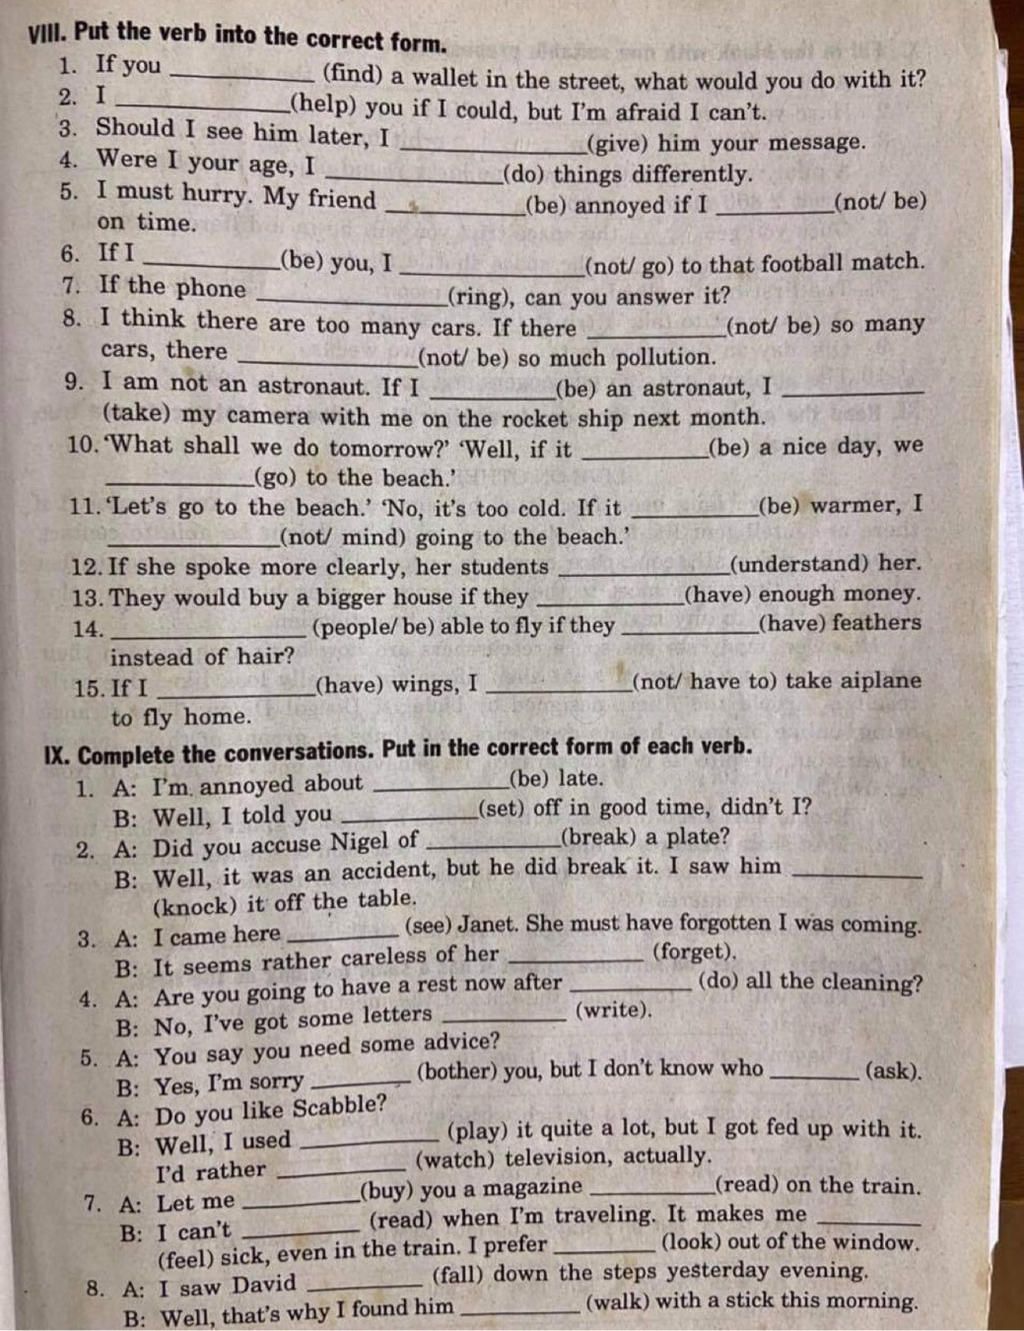 VIII. Put the verb into the correct form.
1. If you ____________ (find) a wallet in the street, what would you do with it?
2. I ______________(help) you if I could, but I'm afraid I can't.
3. Should I see him later, I ________________(give) him your message.
4. Were I your age, I ______________(do) things differently.
5. I must hurry. My friend ____________(be) annoyed if I __________(not/ be)
on time.
6. If I ____________(be) you, I ________________(not/ go) to that football match.
7. If the phone ________________(ring), can you answer it?
8. I think there are too many cars. If there ____________(not/ be) so many
cars, there ______________(not/ be) so much pollution.
9. I am not an astronaut. If I __________(be) an astronaut, I ____________
(take) my camera with me on the rocket ship next month.
10. 'What shall we do tomorrow?' 'Well, if it __________(be) a nice day, we
____________(go) to the beach.'
11. 'Let's go to the beach.' 'No, it's too cold. If it __________(be) warmer, I
______________(not/ mind) going to the beach.'
12. If she spoke more clearly, her students ______________(understand) her.
13. They would buy a bigger house if they ____________(have) enough money.
14. ________________ (people/ be) able to fly if they ____________(have) feathers
instead of hair?
15. If I ____________(have) wings, I ____________(not/ have to) take aiplane
to fly home.
IX. Complete the conversations. Put in the correct form of each verb.
1. A: I'm annoyed about ___________(be) late.
B: Well, I told you ___________(set) off in good time, didn't I?
2. A: Did you accuse Nigel of ___________(break) a plate?
B: Well, it was an accident, but he did break it. I saw him ___________
(knock) it off the table.
3. A: I came here _________ (see) Janet. She must have forgotten I was coming.
B: It seems rather careless of her ___________ (forget).
4. A: Are you going to have a rest now after __________ (do) all the cleaning?
B: No, I've got some letters __________ (write).
5. A: You say you need some advice?
B: Yes, I'm sorry ________ (bother) you, but I don't know who _______ (ask).
6. A: Do you like Scabble?
B: Well, I used ___________ (play) it quite a lot, but I got fed up with it.
I'd rather __________ (watch) television, actually.
7. A: Let me __________(buy) you a magazine __________(read) on the train.
B: I can't _________ (read) when I'm traveling. It makes me ________
(feel) sick, even in the train. I prefer ________ (look) out of the window.
8. A: I saw David _________ (fall) down the steps yesterday evening.
B: Well, that's why I found him _________ (walk) with a stick this morning.